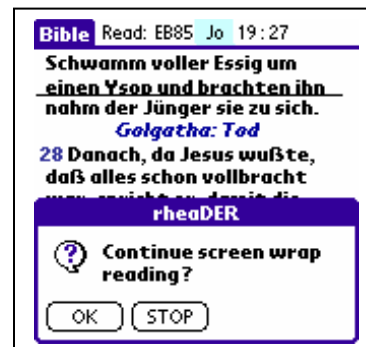 Bible Read: EB85 Jo 19:27
Schwamm voller Essig um
einen Ysop und brachten ihn
nahm der Jünger sie zu sich.
Golgatha: Tod
28 Danach, da Jesus wußte,
daß alles schon vollbracht
rheaDER
Continue screen wrap
reading?
OK STOP